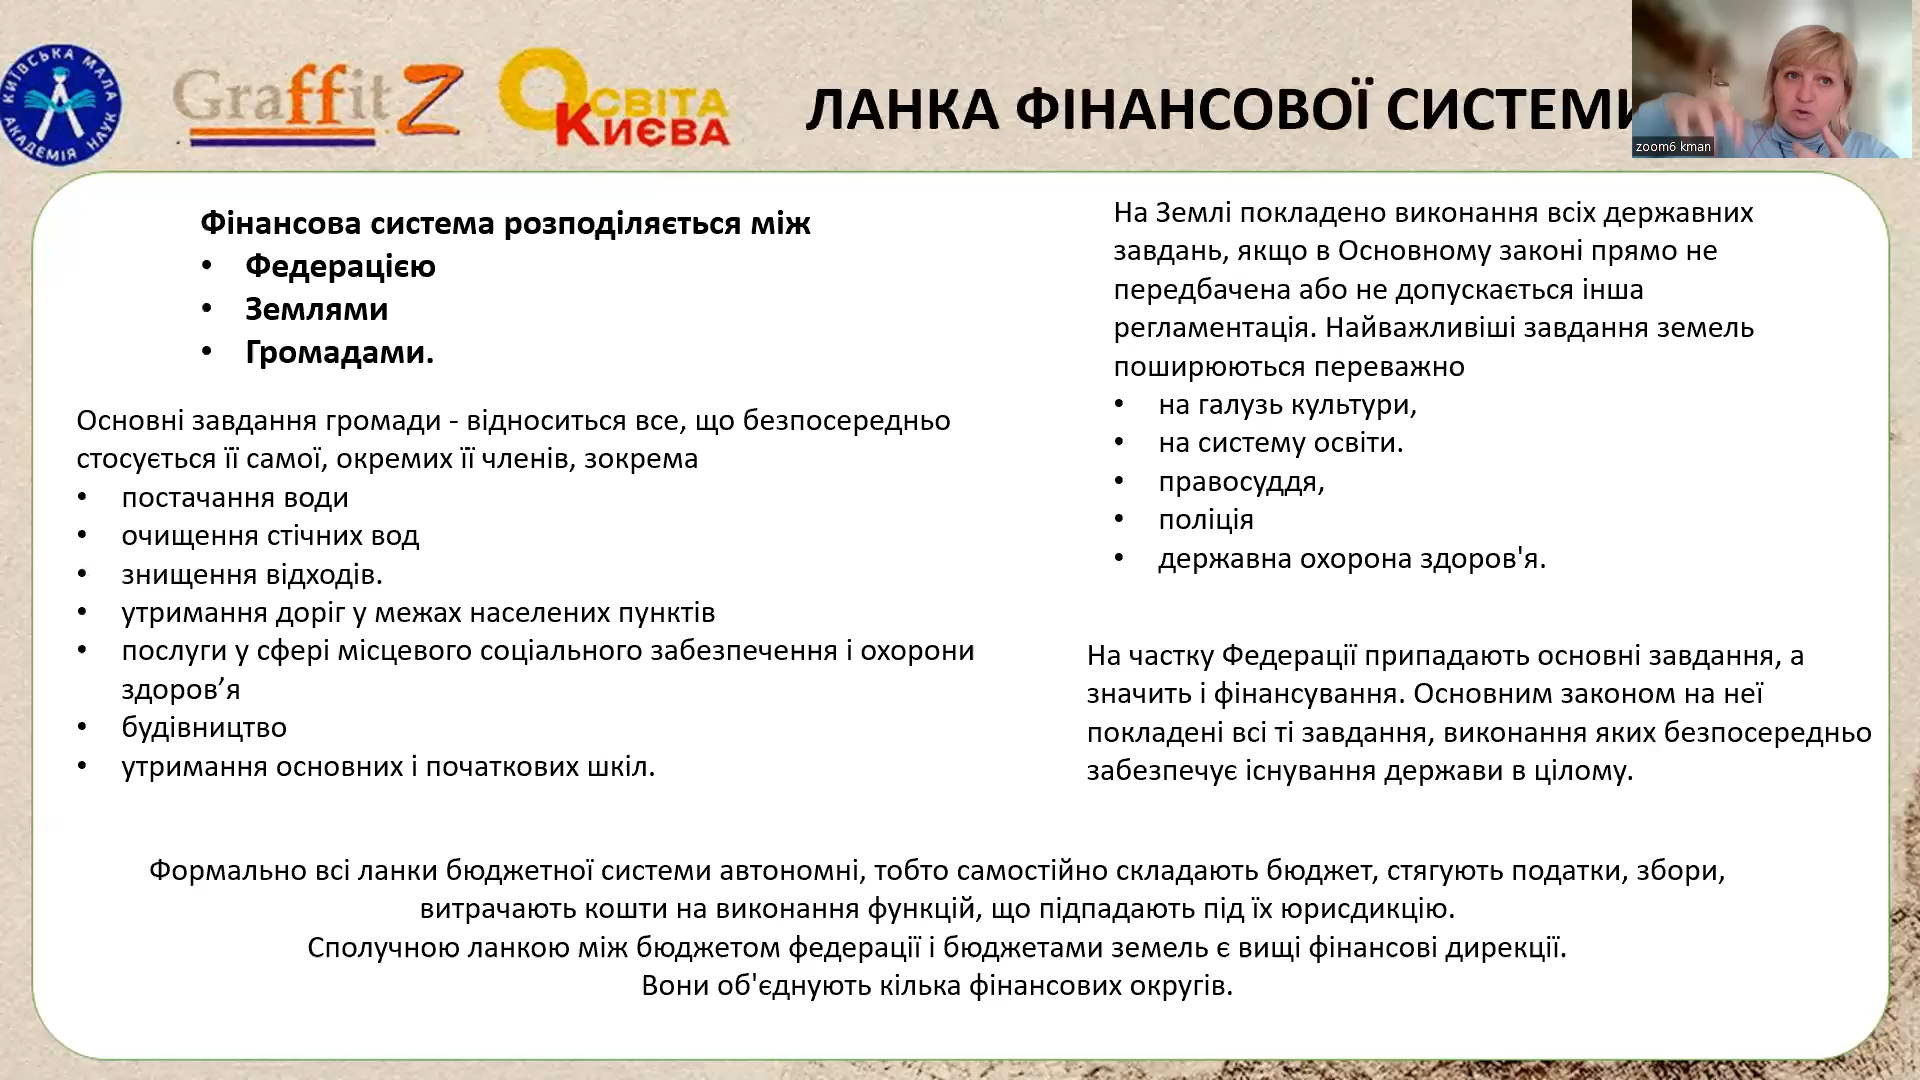 КИЇВСЬКА МАЛА АКАДЕМІЯ НАУК
Graffit Z
ОСВІТА
КИЄВА
ЛАНКА ФІНАНСОВОЇ СИСТЕМИ
zoom6 kman
Фінансова система розподіляється між
• Федерацією
• Землями
• Громадами.
Основні завдання громади - відноситься все, що безпосередньо
стосується її самої, окремих її членів, зокрема
• постачання води
• очищення стічних вод
• знищення відходів.
• утримання доріг у межах населених пунктів
• послуги у сфері місцевого соціального забезпечення і охорони
здоров’я
• будівництво
• утримання основних і початкових шкіл.
На Землі покладено виконання всіх державних
завдань, якщо в Основному законі прямо не
передбачена або не допускається інша
регламентація. Найважливіші завдання земель
поширюються переважно
• на галузь культури,
• на систему освіти.
• правосуддя,
• поліція
• державна охорона здоров'я.
На частку Федерації припадають основні завдання, а
значить і фінансування. Основним законом на неї
покладені всі ті завдання, виконання яких безпосередньо
забезпечує існування держави в цілому.
Формально всі ланки бюджетної системи автономні, тобто самостійно складають бюджет, стягують податки, збори,
витрачають кошти на виконання функцій, що підпадають під їх юрисдикцію.
Сполучною ланкою між бюджетом федерації і бюджетами земель є вищі фінансові дирекції.
Вони об'єднують кілька фінансових округів.